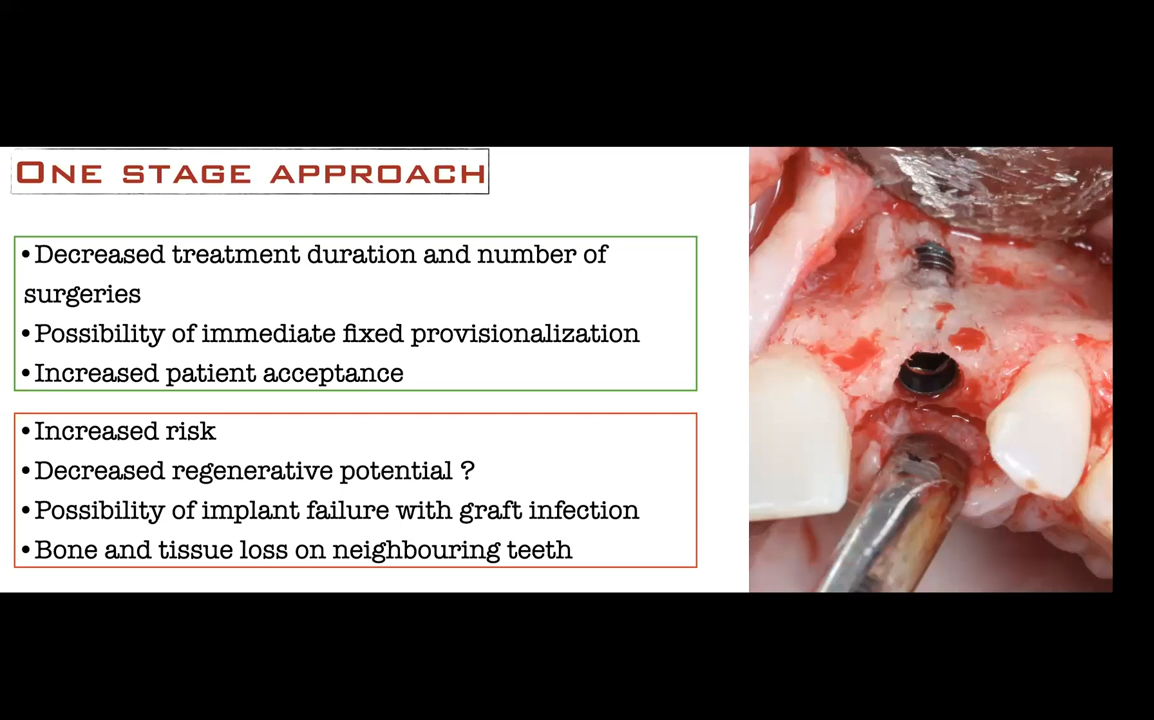 ONE STAGE APPROACH
•Decreased treatment duration and number of
surgeries
•Possibility of immediate fixed provisionalization
•Increased patient acceptance
•Increased risk
•Decreased regenerative potential ?
•Possibility of implant failure with graft infection
•Bone and tissue loss on neighbouring teeth